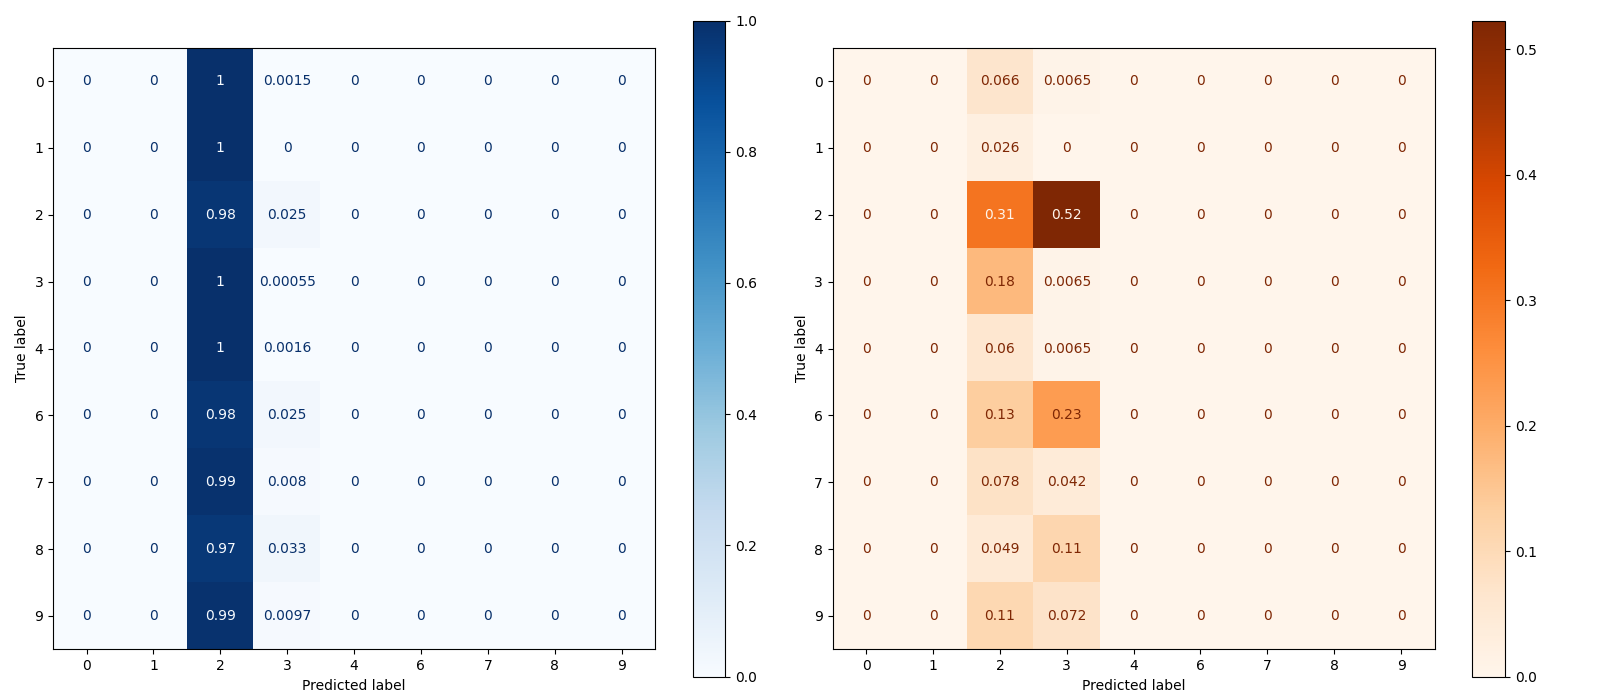 0 0 0 1 0.0015 0 0 0 0 0
1 0 0 1 0 0 0 0 0 0
2 0 0 0.98 0.025 0 0 0 0 0
3 0 0 1 0.00055 0 0 0 0 0
4 0 0 1 0.0016 0 0 0 0 0
6 0 0 0.98 0.025 0 0 0 0 0
7 0 0 0.99 0.008 0 0 0 0 0
8 0 0 0.97 0.033 0 0 0 0 0
9 0 0 0.99 0.0097 0 0 0 0 0
0 1 2 3 4 6 7 8 9
Predicted label
True label
1.0
0.8
0.6
0.4
0.2
0.0
0 0 0 0.066 0.0065 0 0 0 0 0
1 0 0 0.026 0 0 0 0 0 0
2 0 0 0.31 0.52 0 0 0 0 0
3 0 0 0.18 0.0065 0 0 0 0 0
4 0 0 0.06 0.0065 0 0 0 0 0
6 0 0 0.13 0.23 0 0 0 0 0
7 0 0 0.078 0.042 0 0 0 0 0
8 0 0 0.049 0.11 0 0 0 0 0
9 0 0 0.11 0.072 0 0 0 0 0
0 1 2 3 4 6 7 8 9
Predicted label
True label
0.5
0.4
0.3
0.2
0.1
0.0